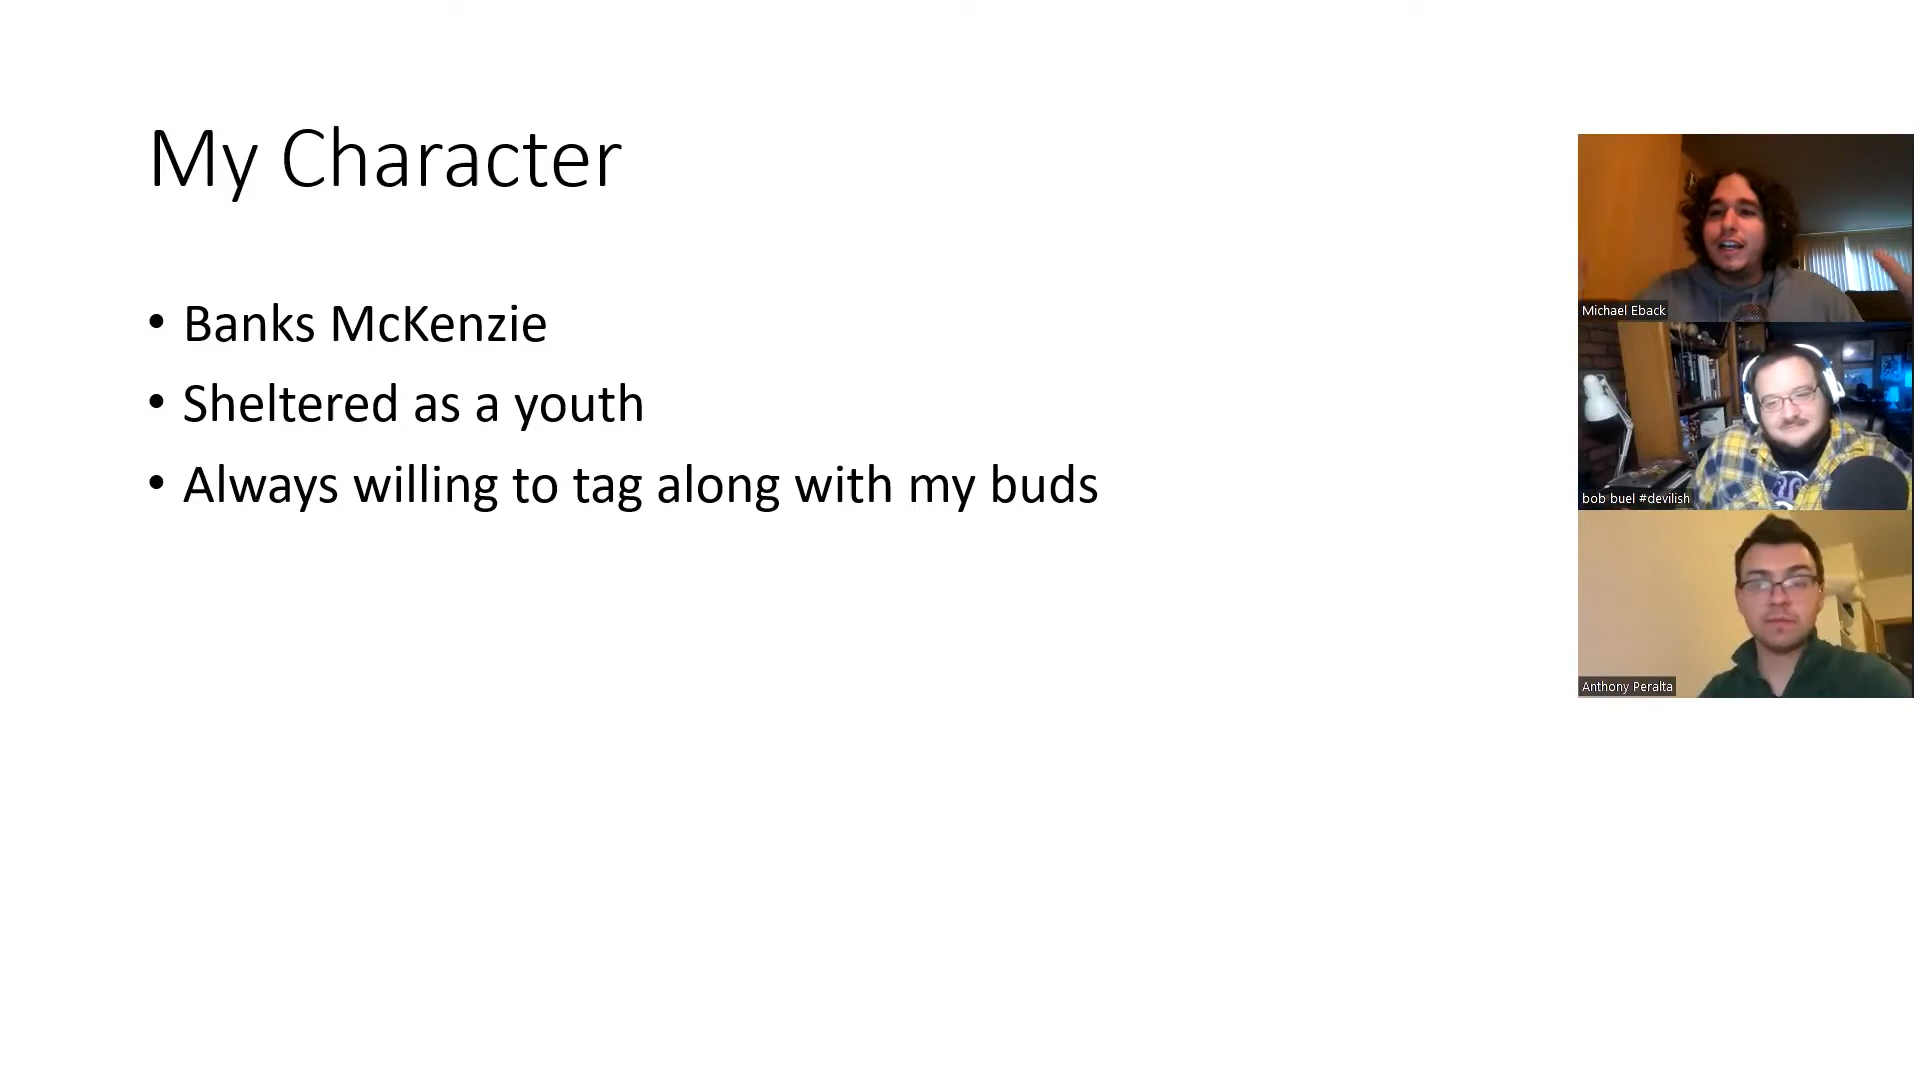 My Character
• Banks McKenzie
• Sheltered as a youth
• Always willing to tag along with my buds
Michael Eback
bob buel #devilish
Anthony Peralta